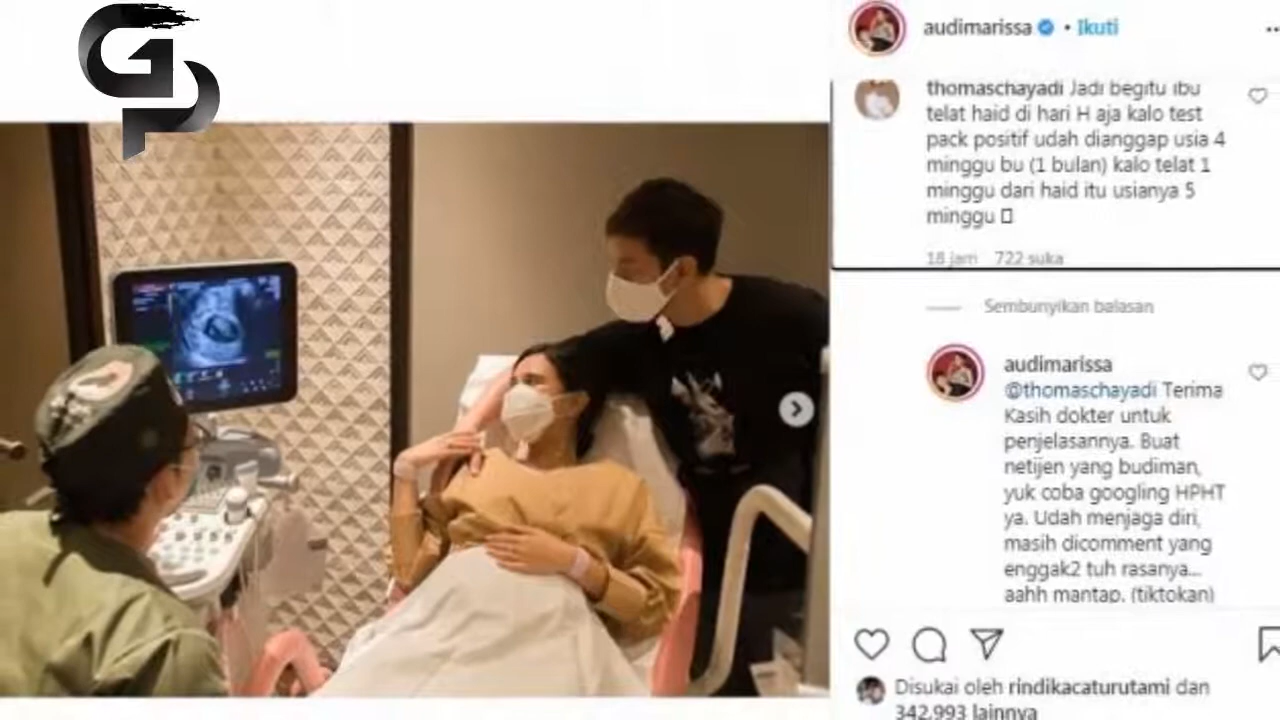 GP
audimarissa • Ikuti
thomaschayadi Jadi begitu ibu
telat haid di hari H aja kalo test
pack positif udah dianggap usia 4
minggu bu (1 bulan) kalo telat 1
minggu dari haid itu usianya 5
minggu
18 jam 722 suka
Sembunyikan balasan
audimarissa
@thomaschayadi Terima
Kasih dokter untuk
penjelasannya. Buat
netijen yang budiman,
yuk coba googling HPHT
ya. Udah menjaga diri,
masih dicomment yang
enggak2 tuh rasanya...
aahh mantap. (tiktokan)
Disukai oleh rindikacaturutami dan
342.993 lainnya